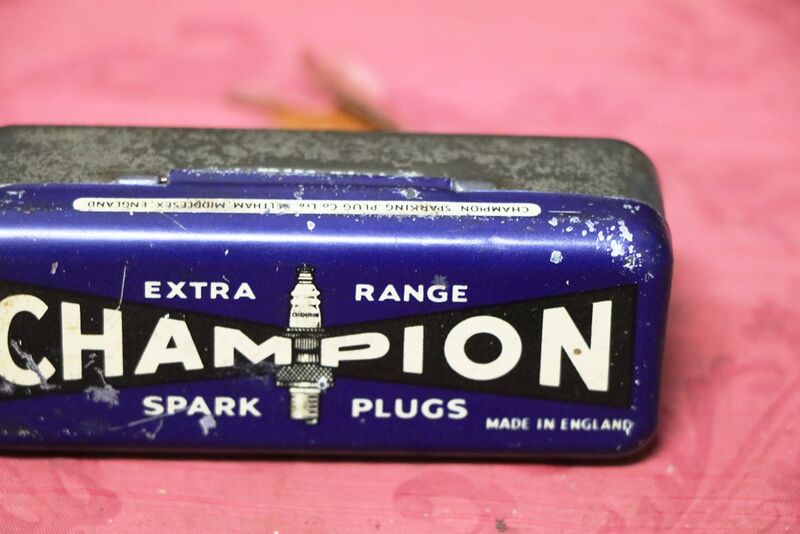 CHAMPION SPARKING PLUG Co LTD FELTHAM, MIDDLESEX, ENGLAND
EXTRA RANGE
CHAMPION
CHAMPION
SPARK PLUGS
MADE IN ENGLAND